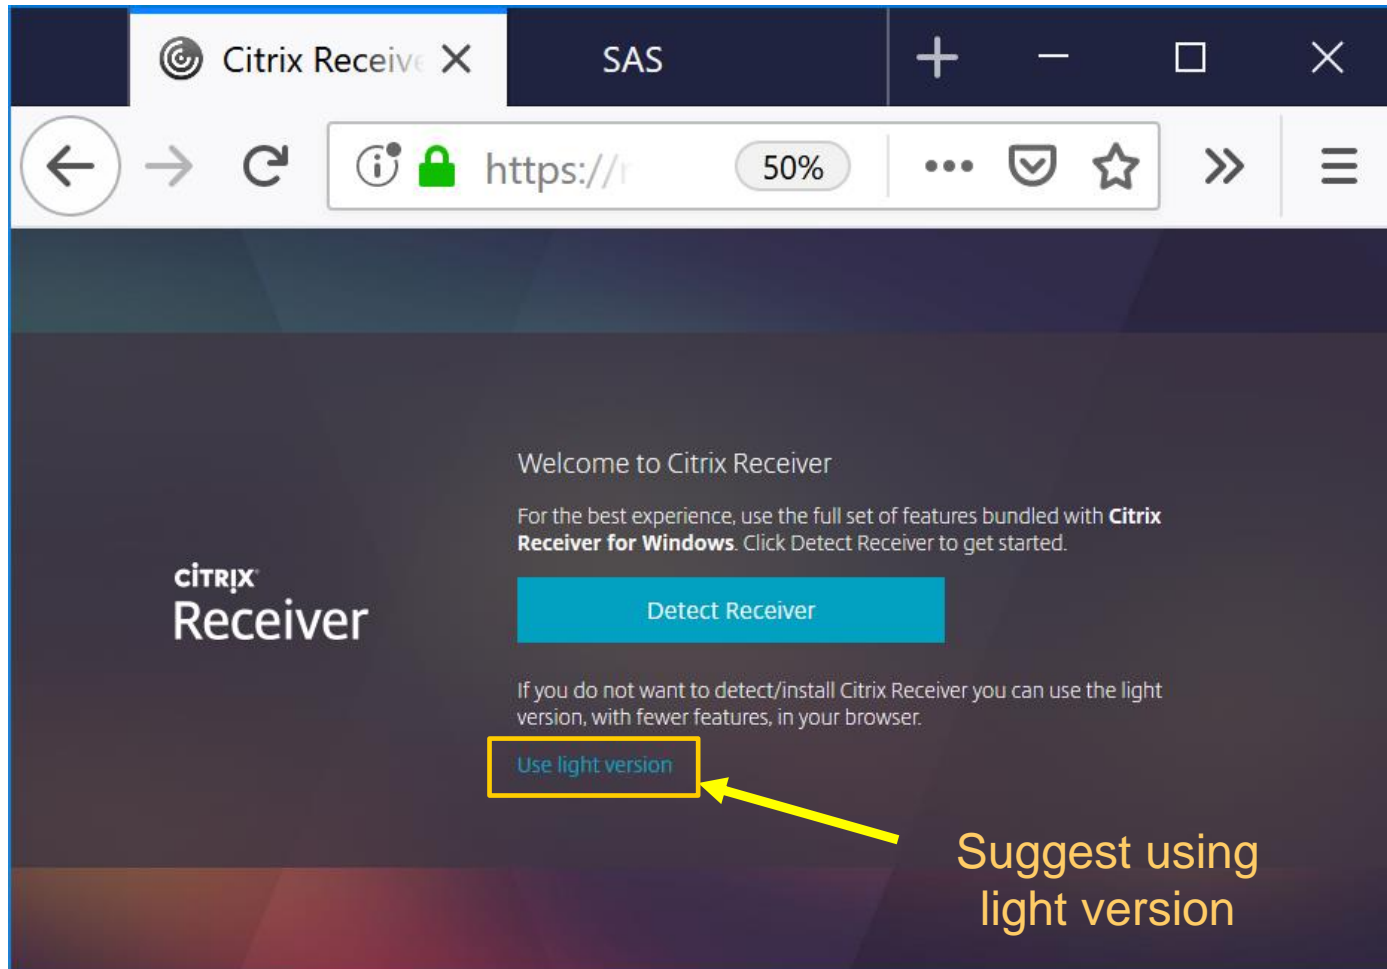 Citrix Receive
SAS
https://
50%
Welcome to Citrix Receiver
For the best experience, use the full set of features bundled with Citrix
Receiver for Windows. Click Detect Receiver to get started.
CİTRIX
Receiver
Detect Receiver
If you do not want to detect/install Citrix Receiver you can use the light
version, with fewer features, in your browser.
Use light version
Suggest using
light version